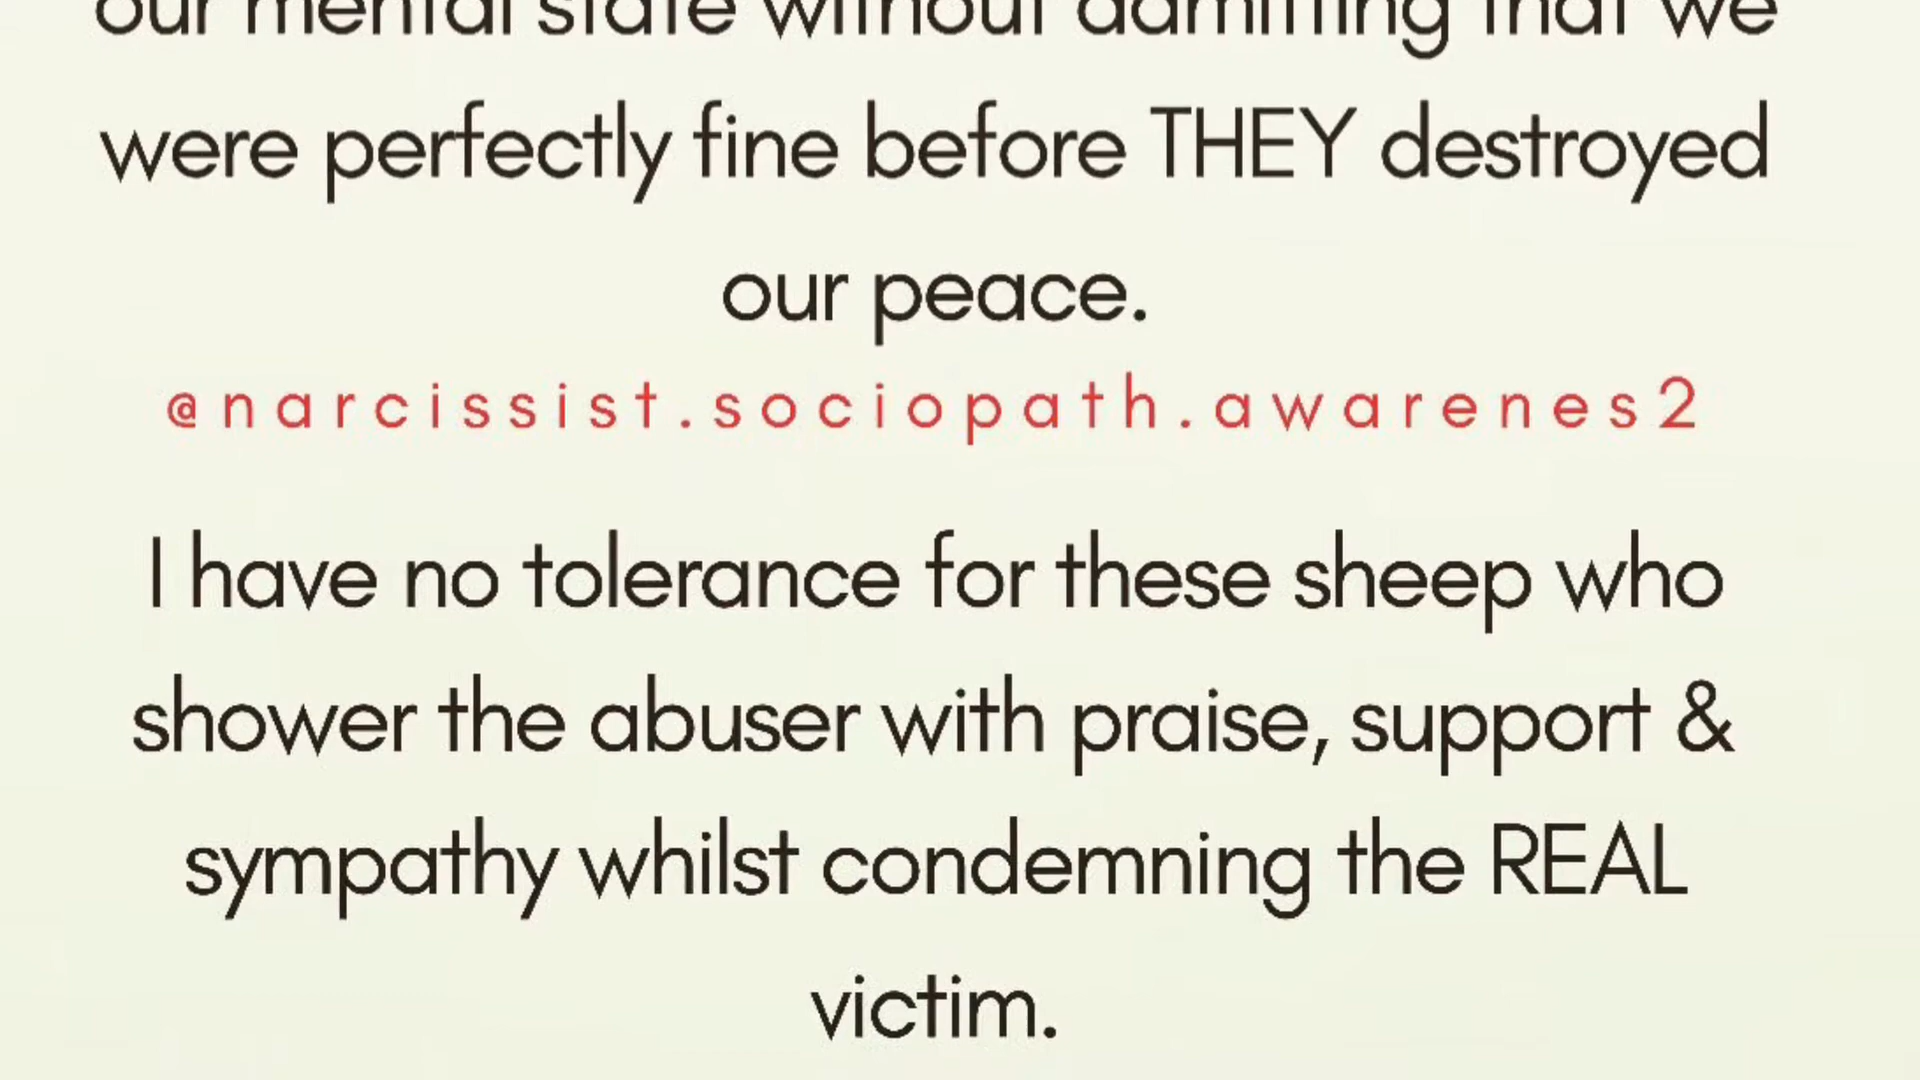 our mental state without admitting that we
were perfectly fine before THEY destroyed
our peace.
@narcissist.sociopath.awarenes2
I have no tolerance for these sheep who
shower the abuser with praise, support &
sympathy whilst condemning the REAL
victim.